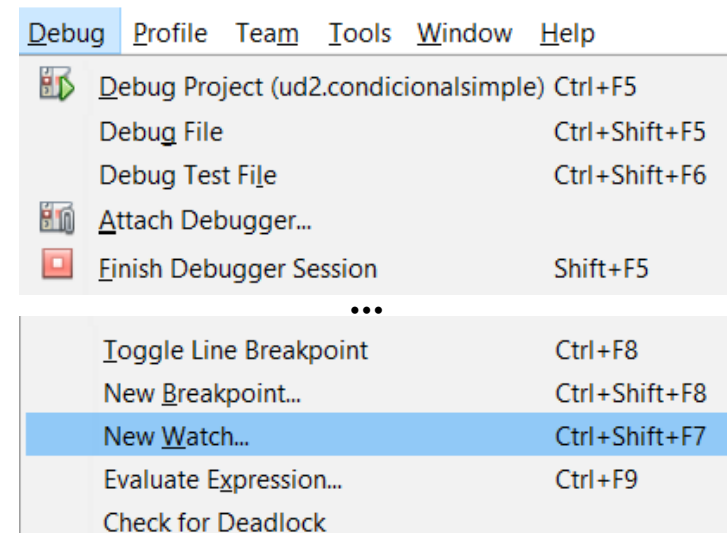 Debug Profile Team Tools Window Help
Debug Project (ud2.condicionalsimple) Ctrl+F5
Debug File Ctrl+Shift+F5
Debug Test File Ctrl+Shift+F6
Attach Debugger...
Finish Debugger Session Shift+F5
...
Toggle Line Breakpoint Ctrl+F8
New Breakpoint... Ctrl+Shift+F8
New Watch... Ctrl+Shift+F7
Evaluate Expression... Ctrl+F9
Check for Deadlock